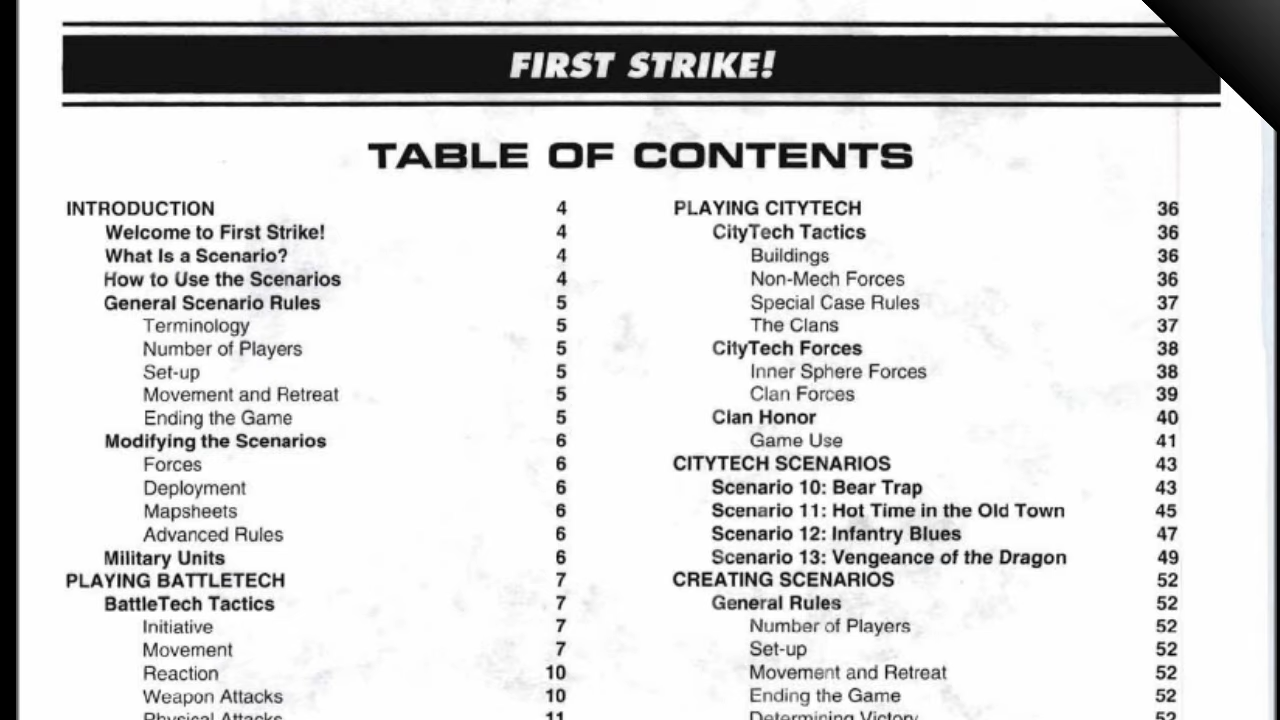 FIRST STRIKE!
TABLE OF CONTENTS
INTRODUCTION 4
Welcome to First Strike! 4
What Is a Scenario? 4
How to Use the Scenarios 4
General Scenario Rules 5
Terminology 5
Number of Players 5
Set-up 5
Movement and Retreat 5
Ending the Game 5
Modifying the Scenarios 6
Forces 6
Deployment 6
Mapsheets 6
Advanced Rules 6
Military Units 6
PLAYING BATTLETECH 7
BattleTech Tactics 7
Initiative 7
Movement 7
Reaction 10
Weapon Attacks 10
Physical Attacks 11
PLAYING CITYTECH 36
CityTech Tactics 36
Buildings 36
Non-Mech Forces 36
Special Case Rules 37
The Clans 37
CityTech Forces 38
Inner Sphere Forces 38
Clan Forces 39
Clan Honor 40
Game Use 41
CITYTECH SCENARIOS 43
Scenario 10: Bear Trap 43
Scenario 11: Hot Time in the Old Town 45
Scenario 12: Infantry Blues 47
Scenario 13: Vengeance of the Dragon 49
CREATING SCENARIOS 52
General Rules 52
Number of Players 52
Set-up 52
Movement and Retreat 52
Ending the Game 52
Determining Victory 52